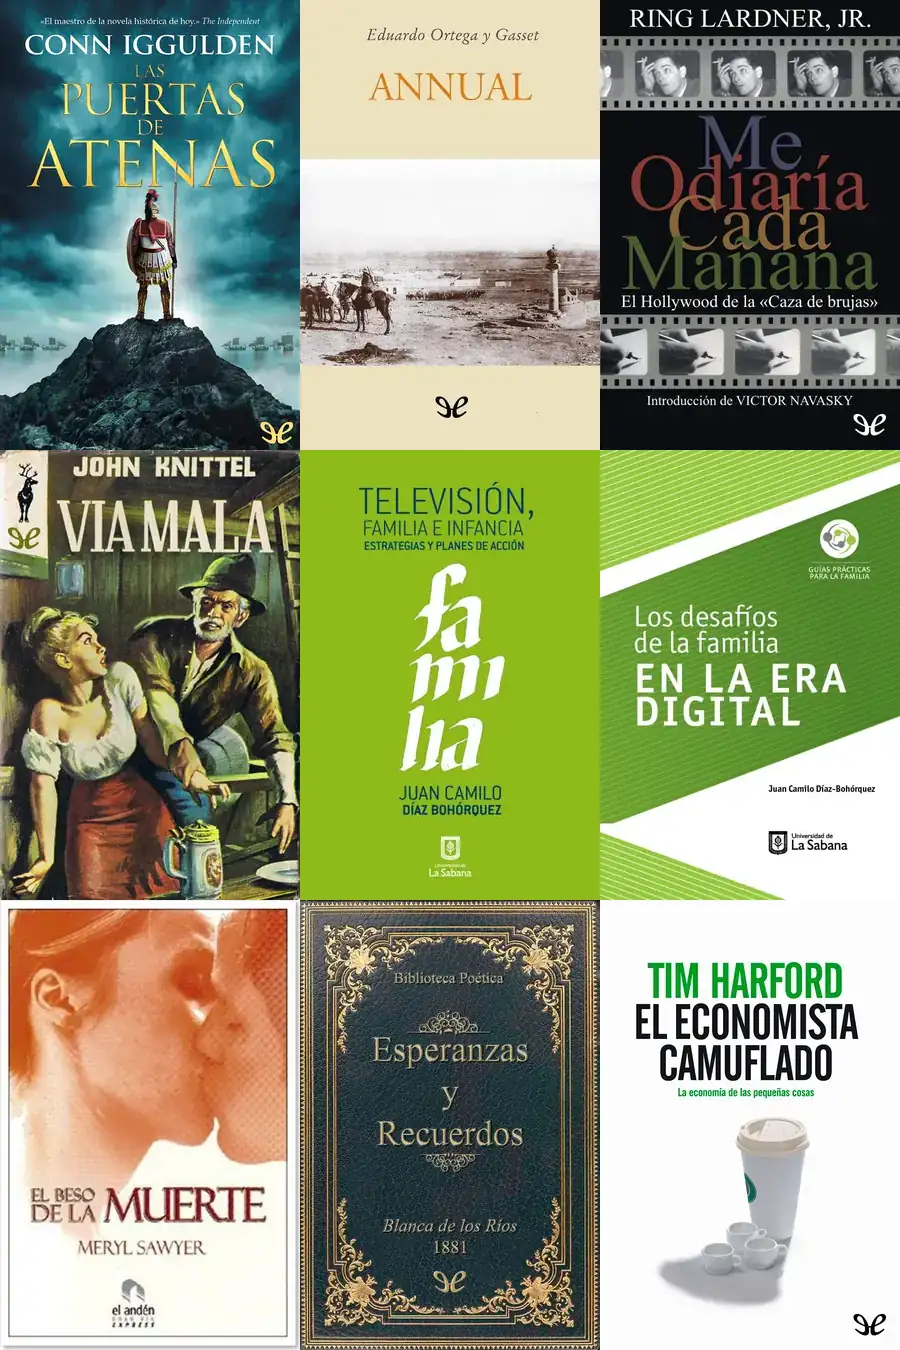 «El maestro de la novela histórica de hoy.» The Independent
CONN IGGULDEN
LAS
PUERTAS
DE
ATENAS
Eduardo Ortega y Gasset
ANNUAL
RING LARDNER, JR.
Me
Odiaría
Cada
Mañana
El Hollywood de la «Caza de brujas»
Introducción de VICTOR NAVASKY
JOHN KNITTEL
VIA MALA
TELEVISIÓN,
FAMILIA E INFANCIA
ESTRATEGIAS Y PLANES DE ACCIÓN
fa
mi
lia
JUAN CAMILO
DÍAZ BOHÓRQUEZ
Universidad de
La Sabana
GUÍAS PRÁCTICAS
PARA LA FAMILIA
Los desafíos
de la familia
EN LA ERA
DIGITAL
Juan Camilo Díaz-Bohórquez
Universidad de
La Sabana
EL BESO
DE LA MUERTE
MERYL SAWYER
el andén
EXPRESS
Biblioteca Poética
Esperanzas
y
Recuerdos
Blanca de los Ríos
1881
TIM HARFORD
EL ECONOMISTA
CAMUFLADO
La economía de las pequeñas cosas